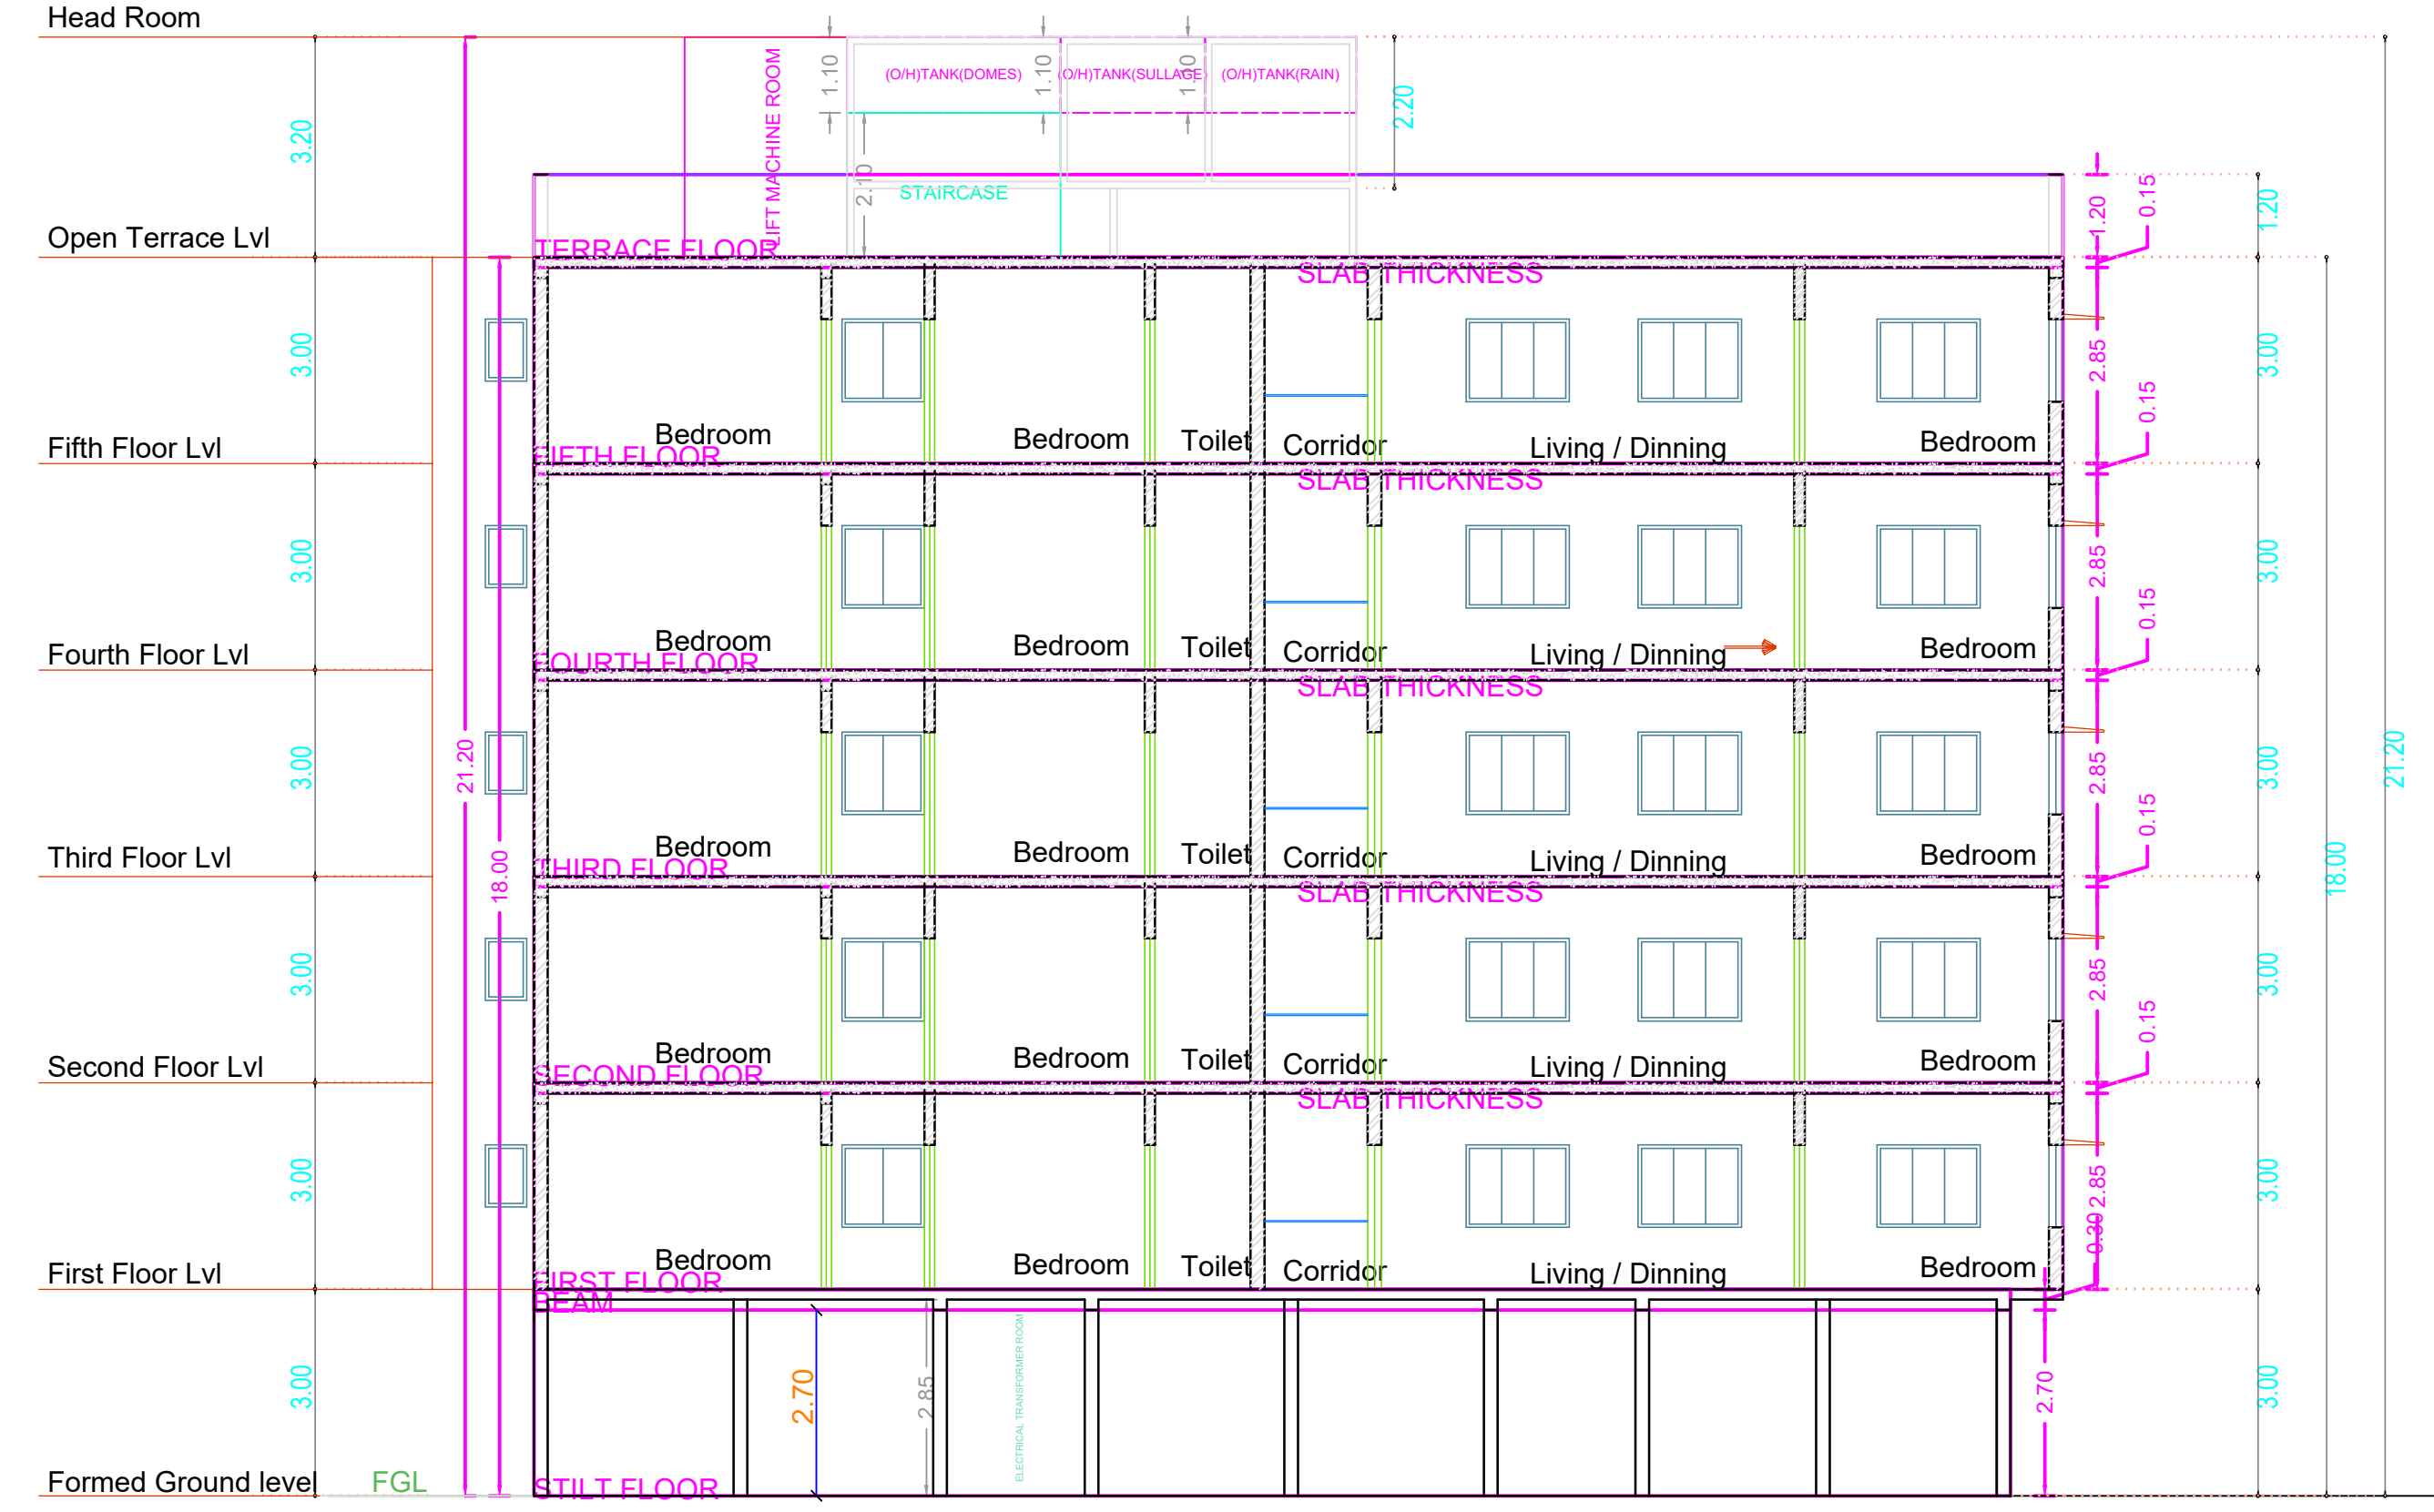 Head Room
1.10
(O/H)TANK(DOMES)
1.10
(O/H)TANK(SULLAGE)
1.10
(O/H)TANK(RAIN)
LIFT MACHINE ROOM
2.20
3.20
2.10
STAIRCASE
1.20
0.15
1.20
Open Terrace Lvl
TERRACE FLOOR
SLAB THICKNESS
3.00
2.85
3.00
0.15
Bedroom
Bedroom
Toilet
Corridor
Living / Dinning
Bedroom
Fifth Floor Lvl
FIFTH FLOOR
SLAB THICKNESS
3.00
2.85
3.00
0.15
Bedroom
Bedroom
Toilet
Corridor
Living / Dinning
Bedroom
Fourth Floor Lvl
FOURTH FLOOR
SLAB THICKNESS
3.00
21.20
2.85
3.00
21.20
0.15
18.00
18.00
Bedroom
Bedroom
Toilet
Corridor
Living / Dinning
Bedroom
Third Floor Lvl
THIRD FLOOR
SLAB THICKNESS
3.00
2.85
3.00
0.15
Bedroom
Bedroom
Toilet
Corridor
Living / Dinning
Bedroom
Second Floor Lvl
SECOND FLOOR
SLAB THICKNESS
3.00
2.85
3.00
0.30
Bedroom
Bedroom
Toilet
Corridor
Living / Dinning
Bedroom
First Floor Lvl
FIRST FLOOR
BEAM
3.00
2.70
2.85
ELECTRICAL TRANSFORMER ROOM
2.70
3.00
Formed Ground level
FGL
STILT FLOOR